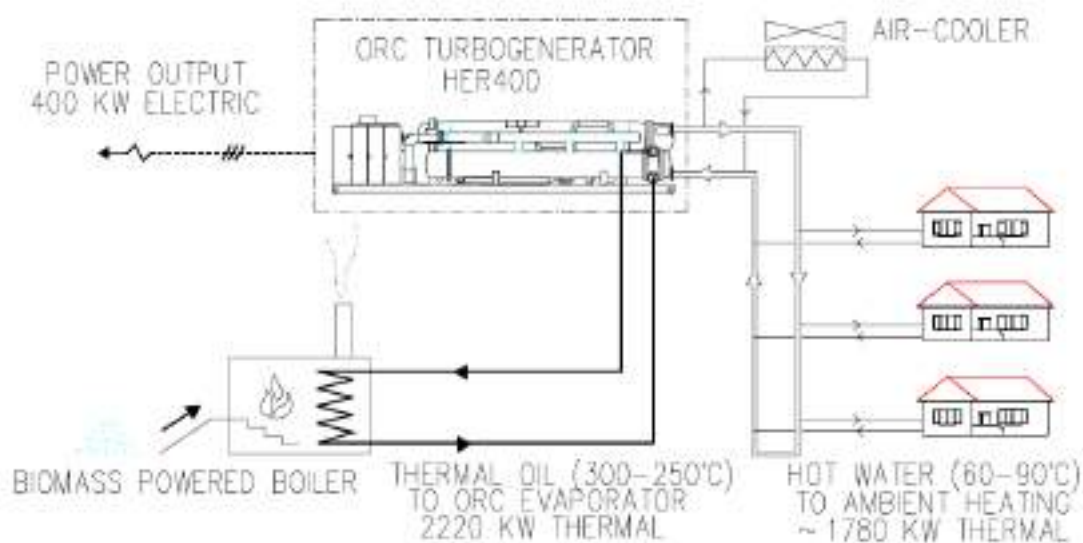 ORC TURBOGENERATOR
HER400
AIR-COOLER
POWER OUTPUT
400 KW ELECTRIC
BIOMASS POWERED BOILER
THERMAL OIL (300-250°C)
TO ORC EVAPORATOR
2220 KW THERMAL
HOT WATER (60-90°C)
TO AMBIENT HEATING
~1780 KW THERMAL